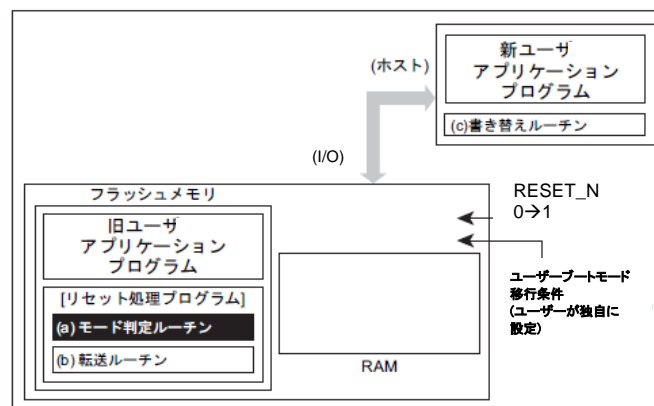 新ユーザ
アプリケーション
プログラム
(ホスト)
(c)書き替えルーチン
(I/O)
フラッシュメモリ
旧ユーザ
アプリケーション
プログラム
[リセット処理プログラム]
(a)モード判定ルーチン
(b)転送ルーチン
RAM
RESET_N
0→1
ユーザーブートモード
移行条件
(ユーザーが独自に
設定)